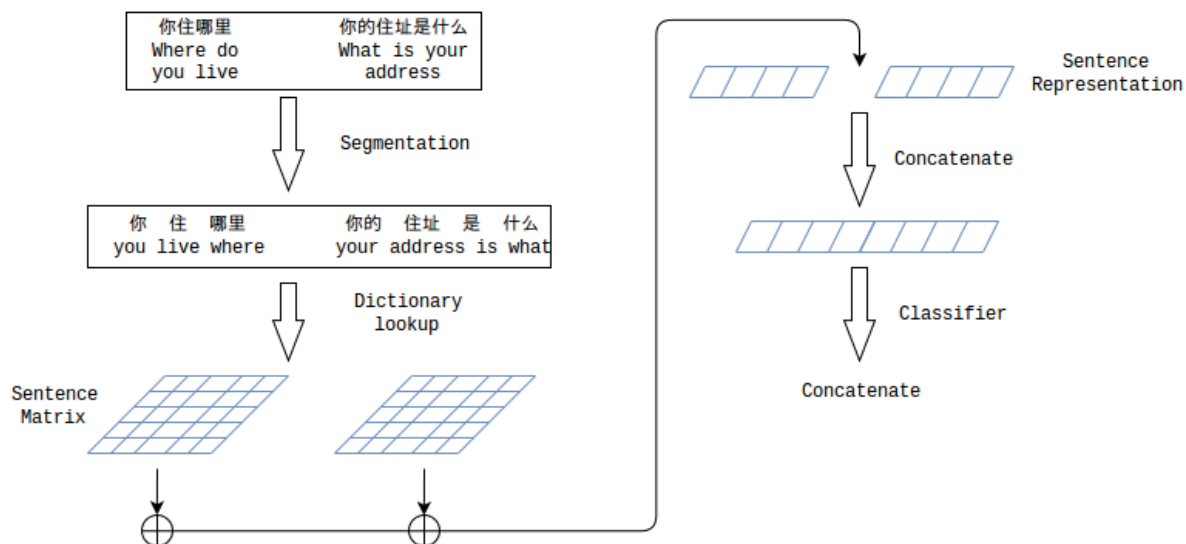 你住哪里
Where do
you live
你的住址是什么
What is your
address
Segmentation
你 住 哪里
you live where
你的 住址 是 什么
your address is what
Dictionary
lookup
Sentence
Matrix
Sentence
Representation
Concatenate
Classifier
Concatenate